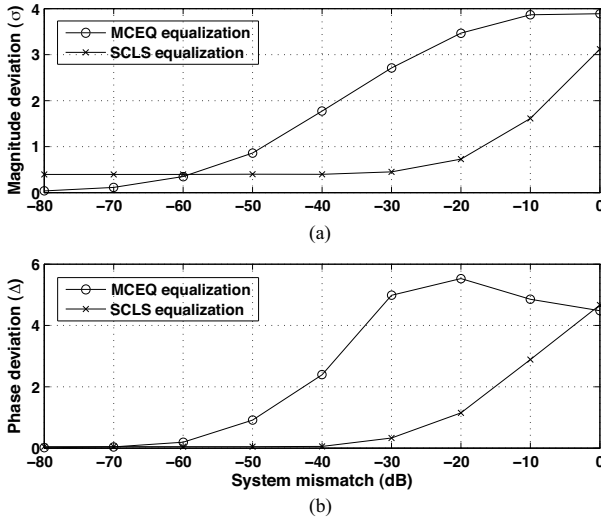 4
3
2
1
0
Magnitude deviation (σ)
MCEQ equalization
SCLS equalization
−80 −70 −60 −50 −40 −30 −20 −10 0
(a)
6
4
2
0
Phase deviation (Δ)
MCEQ equalization
SCLS equalization
−80 −70 −60 −50 −40 −30 −20 −10 0
System mismatch (dB)
(b)